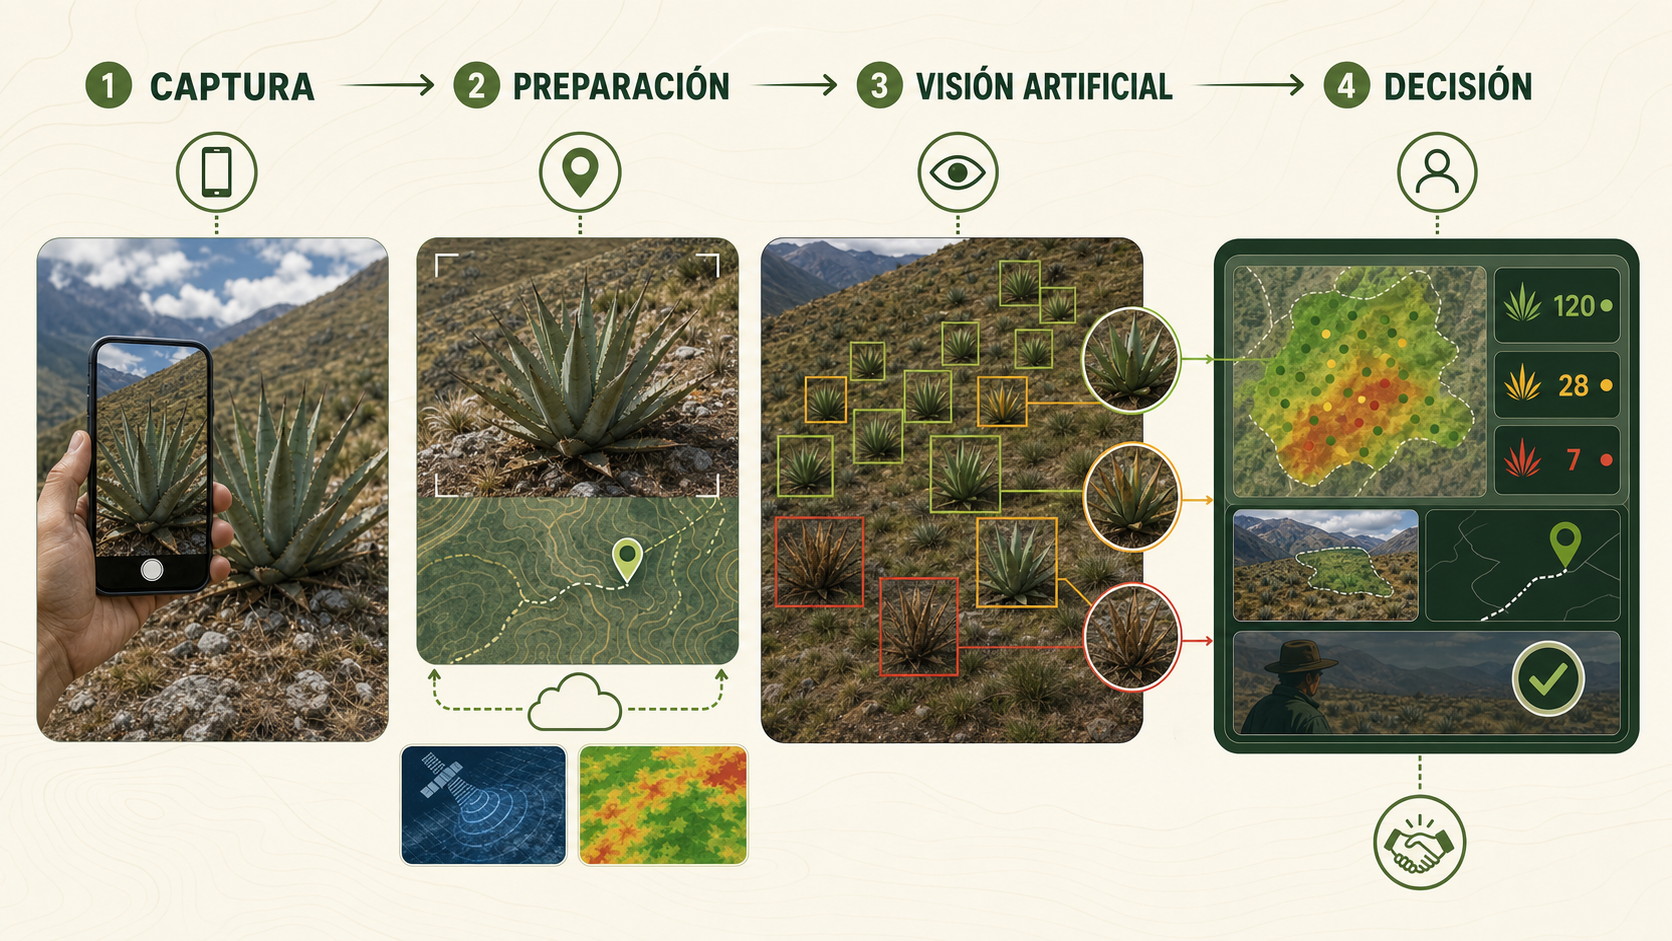 1 CAPTURA
2 PREPARACIÓN
3 VISIÓN ARTIFICIAL
4 DECISIÓN
120
28
7